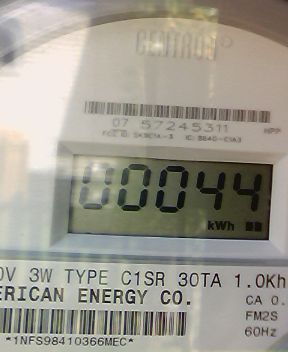 CENTRON
07 57245311 HPP
00044
kWh
0V 3W TYPE C1SR 30TA 1.0Kh
ERICAN ENERGY CO. CA 0.
FM2S
60Hz
*1NFS98410366MEC*